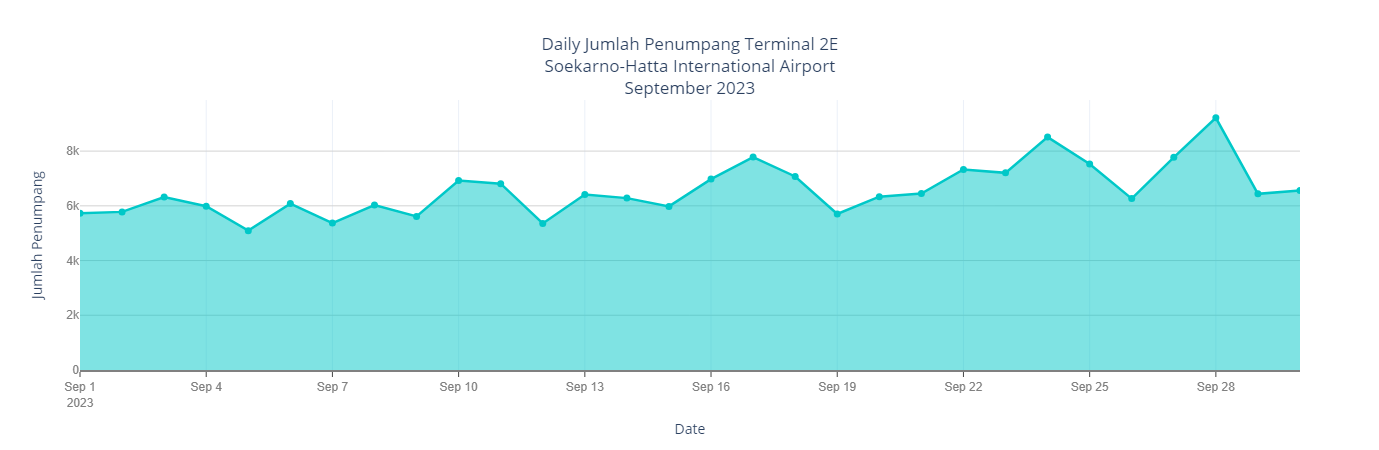 Daily Jumlah Penumpang Terminal 2E
Soekarno-Hatta International Airport
September 2023
Jumlah Penumpang
8k
6k
4k
2k
0
Sep 1 Sep 4 Sep 7 Sep 10 Sep 13 Sep 16 Sep 19 Sep 22 Sep 25 Sep 28
2023
Date